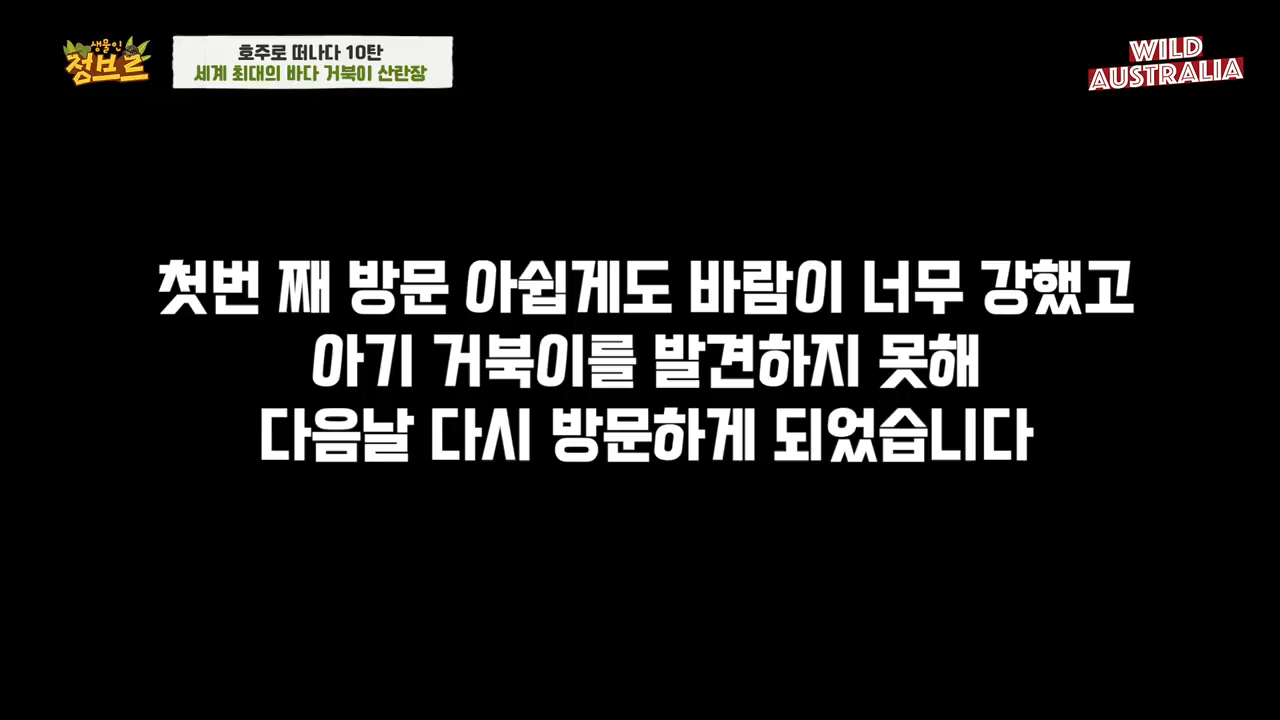 생물인
정브르
호주로 떠나다 10탄
세계 최대의 바다 거북이 산란장
WILD
AUSTRALIA
첫번 째 방문 아쉽게도 바람이 너무 강했고
아기 거북이를 발견하지 못해
다음날 다시 방문하게 되었습니다